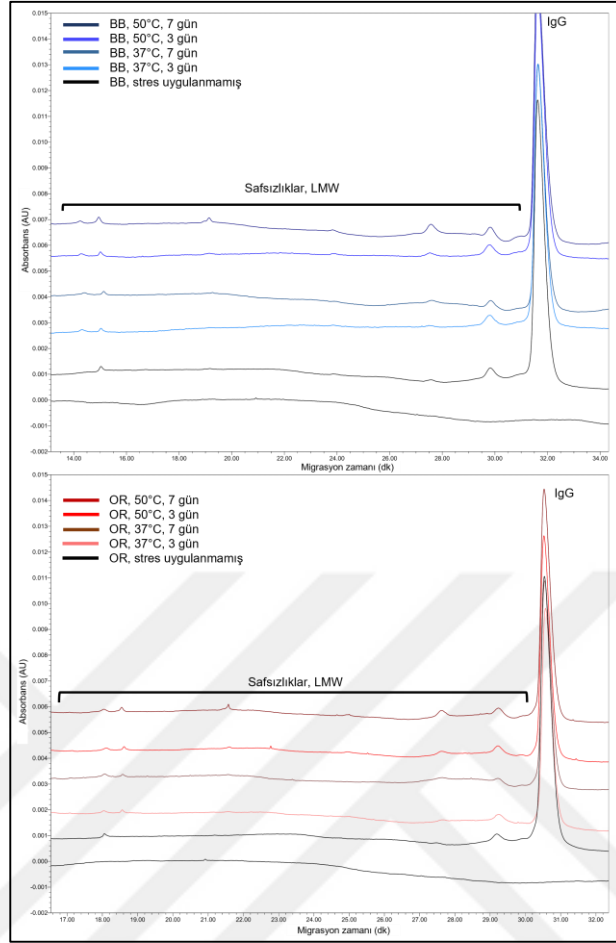 BB, 50°C, 7 gün
BB, 50°C, 3 gün
BB, 37°C, 7 gün
BB, 37°C, 3 gün
BB, stres uygulanmamış
IgG
Safsızlıklar, LMW
Absorbans (AU)
0.015
0.014
0.013
0.012
0.011
0.010
0.009
0.008
0.007
0.006
0.005
0.004
0.003
0.002
0.001
0.000
-0.001
-0.002
14.00 16.00 18.00 20.00 22.00 24.00 26.00 28.00 30.00 32.00 34.00
Migrasyon zamanı (dk)
OR, 50°C, 7 gün
OR, 50°C, 3 gün
OR, 37°C, 7 gün
OR, 37°C, 3 gün
OR, stres uygulanmamış
IgG
Safsızlıklar, LMW
Absorbans (AU)
0.015
0.014
0.013
0.012
0.011
0.010
0.009
0.008
0.007
0.006
0.005
0.004
0.003
0.002
0.001
0.000
-0.001
-0.002
17.00 18.00 19.00 20.00 21.00 22.00 23.00 24.00 25.00 26.00 27.00 28.00 29.00 30.00 31.00 32.00
Migrasyon zamanı (dk)